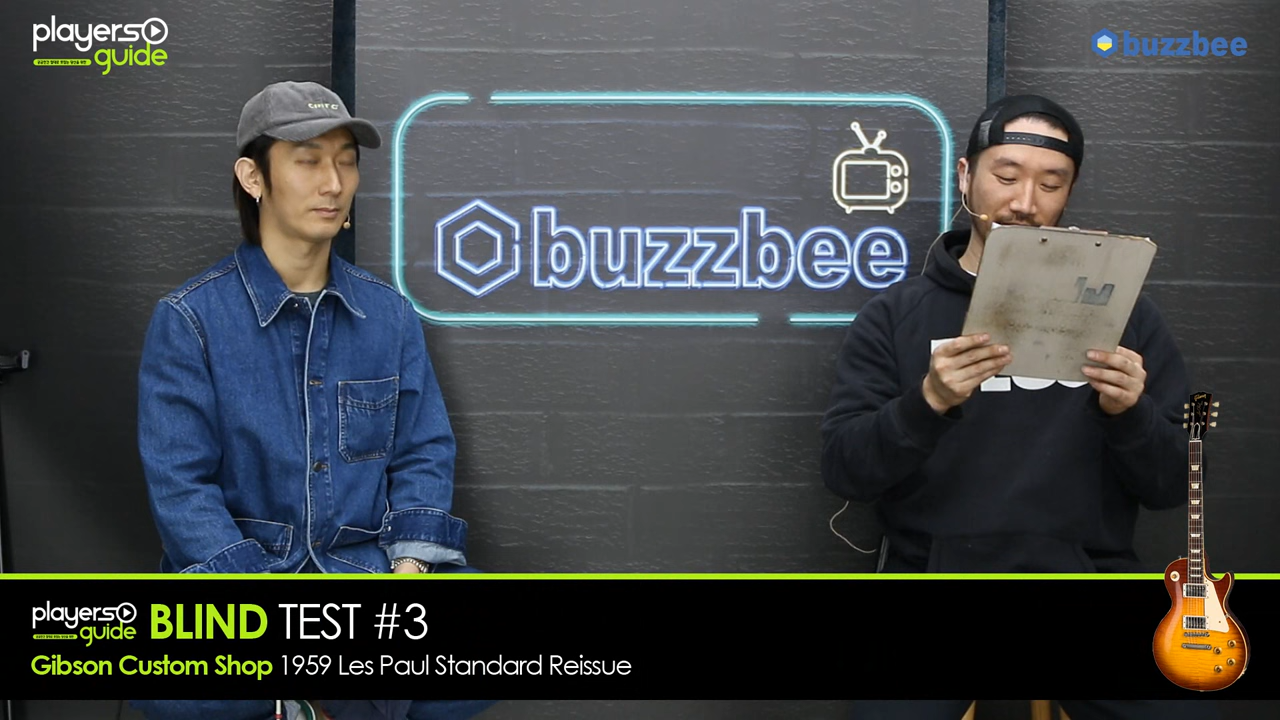 players
guide
buzzbee
buzzbee
players
guide
BLIND TEST #3
Gibson Custom Shop 1959 Les Paul Standard Reissue